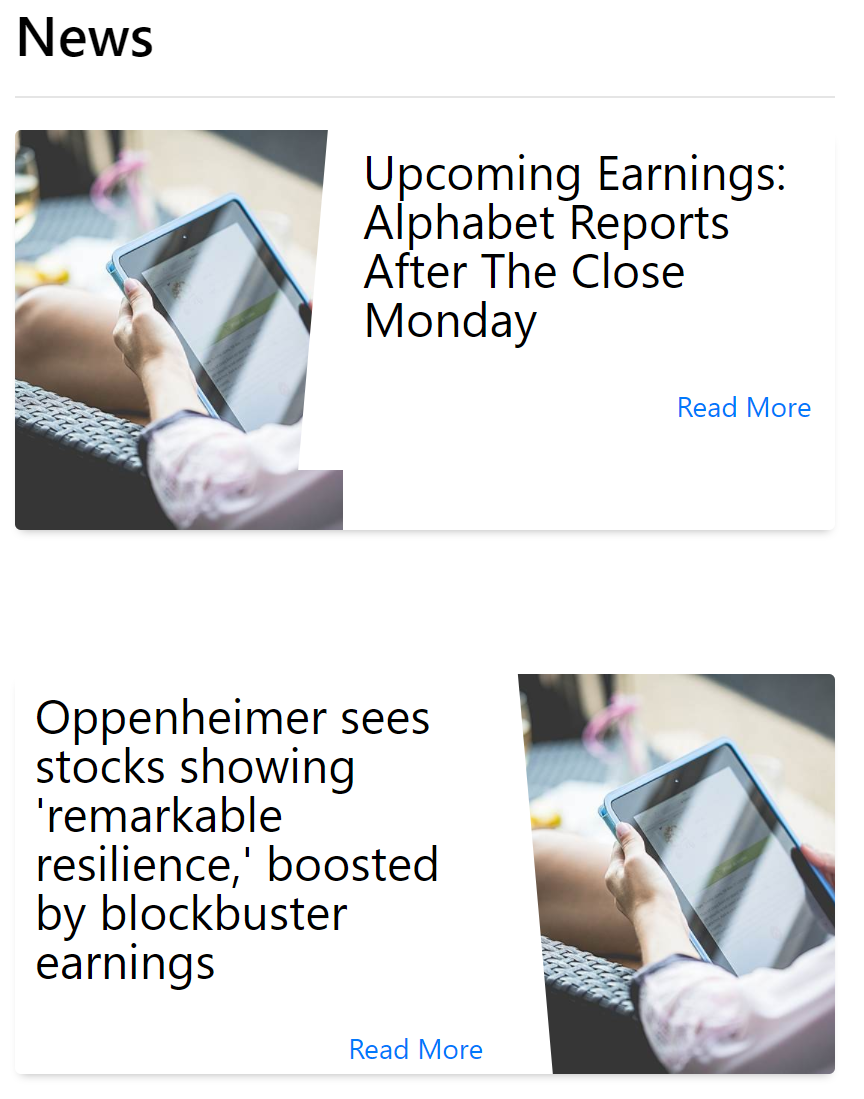 News
Upcoming Earnings:
Alphabet Reports
After The Close
Monday
Read More
Oppenheimer sees
stocks showing
'remarkable
resilience,' boosted
by blockbuster
earnings
Read More